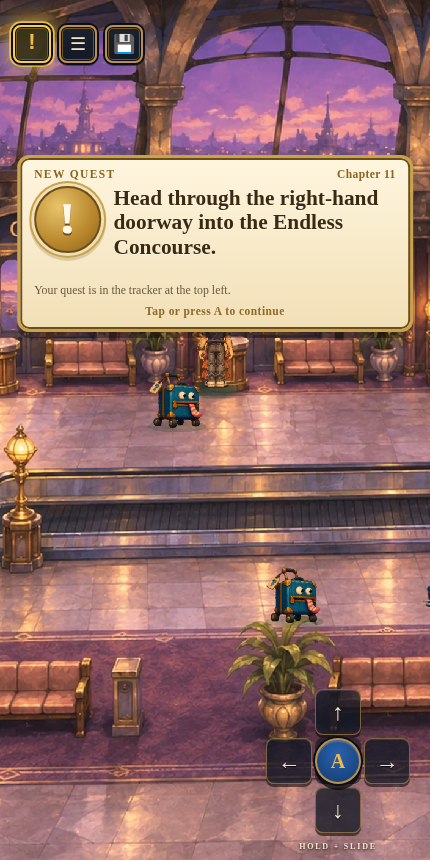 !
NEW QUEST
Chapter 11
!
Head through the right-hand
doorway into the Endless
Concourse.
Your quest is in the tracker at the top left.
Tap or press A to continue
↑
← A →
↓
HOLD + SLIDE